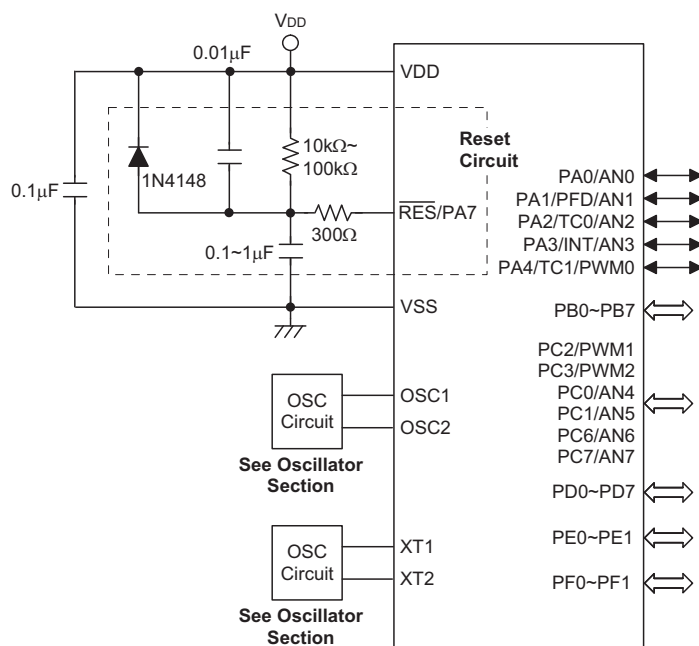 VDD
0.01μF
VDD
10kΩ~
100kΩ
Reset
Circuit
1N4148
0.1μF
RES/PA7
300Ω
0.1~1μF
VSS
OSC
Circuit
OSC1
OSC2
See Oscillator
Section
OSC
Circuit
XT1
XT2
See Oscillator
Section
PA0/AN0
PA1/PFD/AN1
PA2/TC0/AN2
PA3/INT/AN3
PA4/TC1/PWM0
PB0~PB7
PC2/PWM1
PC3/PWM2
PC0/AN4
PC1/AN5
PC6/AN6
PC7/AN7
PD0~PD7
PE0~PE1
PF0~PF1